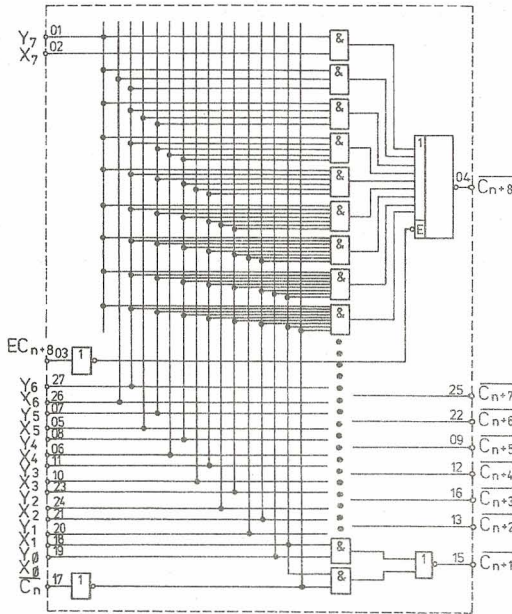 Y7 01
X7 02
&
&
&
&
&
&
&
&
&
1
E
04 Cn+8
ECn+8 03 1
Y6 27
X6 26
Y5 07
X5 05
Y4 08
X4 06
Y3 11
X3 10
Y2 23
X2 24
Y1 21
X1 20
Y0 18
X0 19
Cn 17 1
25 Cn+7
22 Cn+6
09 Cn+5
12 Cn+4
16 Cn+3
13 Cn+2
&
1
15 Cn+1
&